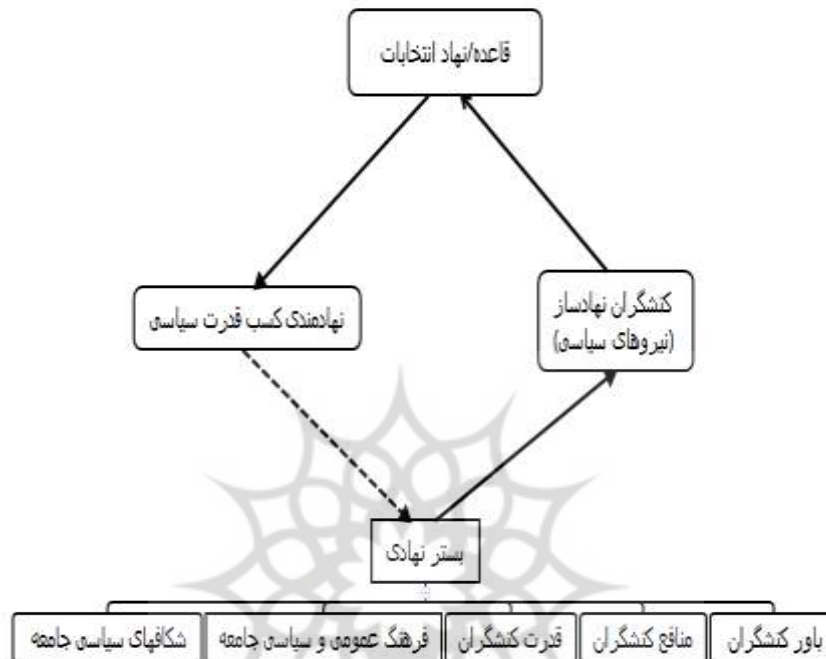 قاعده/نهاد انتخابات
کنشگران نهادساز
(نیروهای سیاسی)
نهادمندی کسب قدرت سیاسی
بستر نهادی
باور کنشگران
منافع کنشگران
قدرت کنشگران
فرهنگ عمومی و سیاسی جامعه
شکافهای سیاسی جامعه